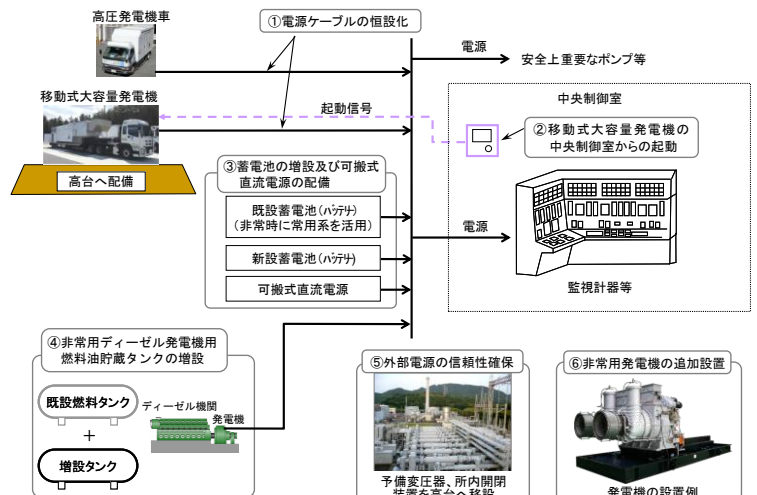 高圧発電機車
①電源ケーブルの恒設化
電源
安全上重要なポンプ等
移動式大容量発電機
起動信号
中央制御室
②移動式大容量発電機の
中央制御室からの起動
高台へ配備
③蓄電池の増設及び可搬式
直流電源の配備
既設蓄電池(バッテリー)
(非常時に常用系を活用)
新設蓄電池(バッテリー)
可搬式直流電源
電源
監視計器等
④非常用ディーゼル発電機用
燃料油貯蔵タンクの増設
既設燃料タンク
+
増設タンク
ディーゼル機関
発電機
⑤外部電源の信頼性確保
予備変圧器、所内開閉
装置を高台へ移設
⑥非常用発電機の追加設置
発電機の設置例